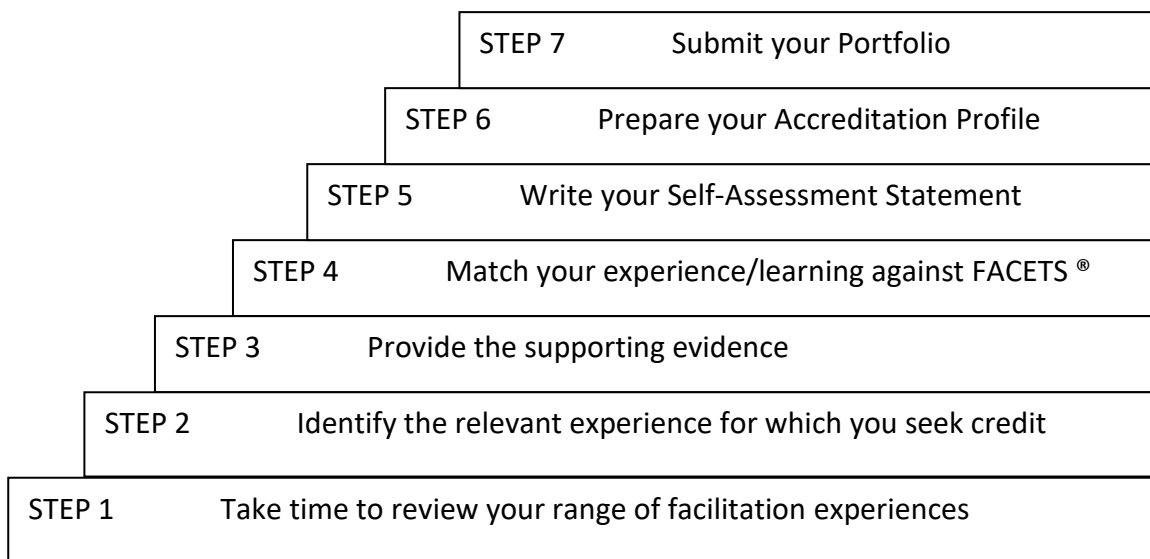 STEP 7 Submit your Portfolio
STEP 6 Prepare your Accreditation Profile
STEP 5 Write your Self-Assessment Statement
STEP 4 Match your experience/learning against FACETS ®
STEP 3 Provide the supporting evidence
STEP 2 Identify the relevant experience for which you seek credit
STEP 1 Take time to review your range of facilitation experiences